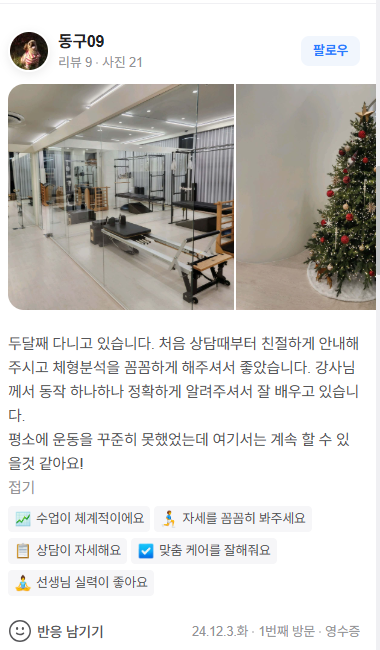 동구09
리뷰 9 · 사진 21
팔로우
두달째 다니고 있습니다. 처음 상담때부터 친절하게 안내해
주시고 체형분석을 꼼꼼하게 해주셔서 좋았습니다. 강사님
께서 동작 하나하나 정확하게 알려주셔서 잘 배우고 있습니
다.
평소에 운동을 꾸준히 못했었는데 여기서는 계속 할 수 있
을것 같아요!
접기
수업이 체계적이에요 자세를 꼼꼼히 봐주세요
상담이 자세해요 맞춤 케어를 잘해줘요
선생님 실력이 좋아요
반응 남기기 24.12.3.화 · 1번째 방문 · 영수증